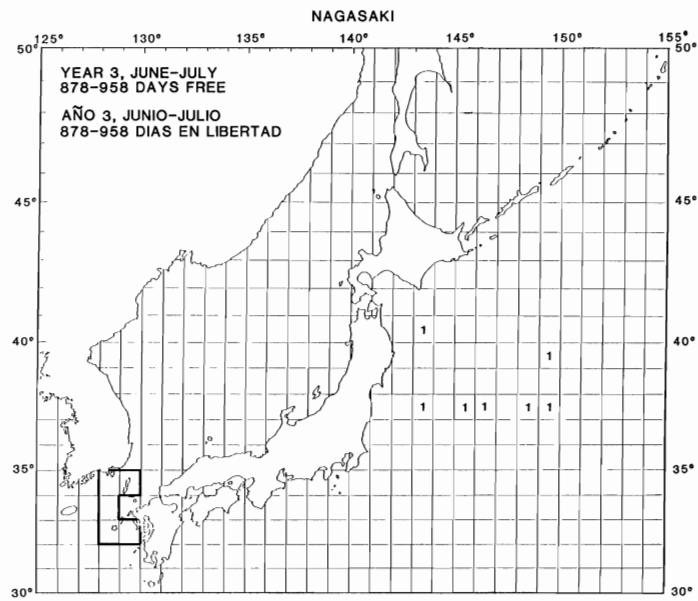 NAGASAKI
125° 130° 135° 140° 145° 150° 155°
50° 50°
YEAR 3, JUNE-JULY
878-958 DAYS FREE
AÑO 3, JUNIO-JULIO
878-958 DIAS EN LIBERTAD
45° 45°
1
40° 40°
1
1 1 1 1 1
35° 35°
30° 30°